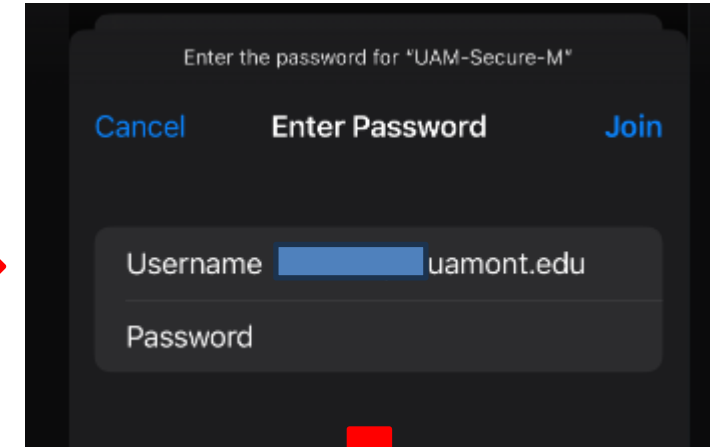 Enter the password for “UAM-Secure-M”
Cancel Enter Password Join
Username uamont.edu
Password